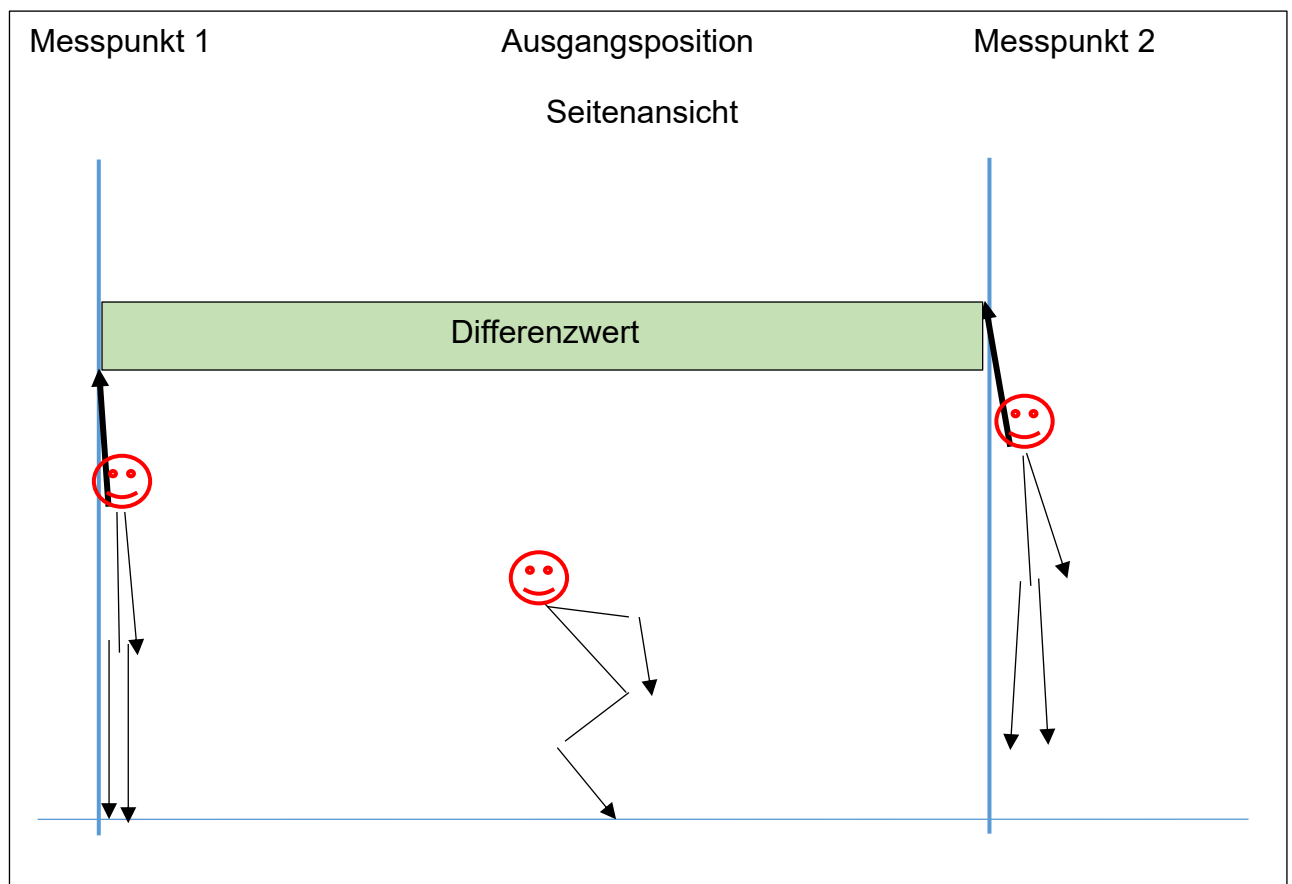 Messpunkt 1
Ausgangsposition
Messpunkt 2
Seitenansicht
Differenzwert